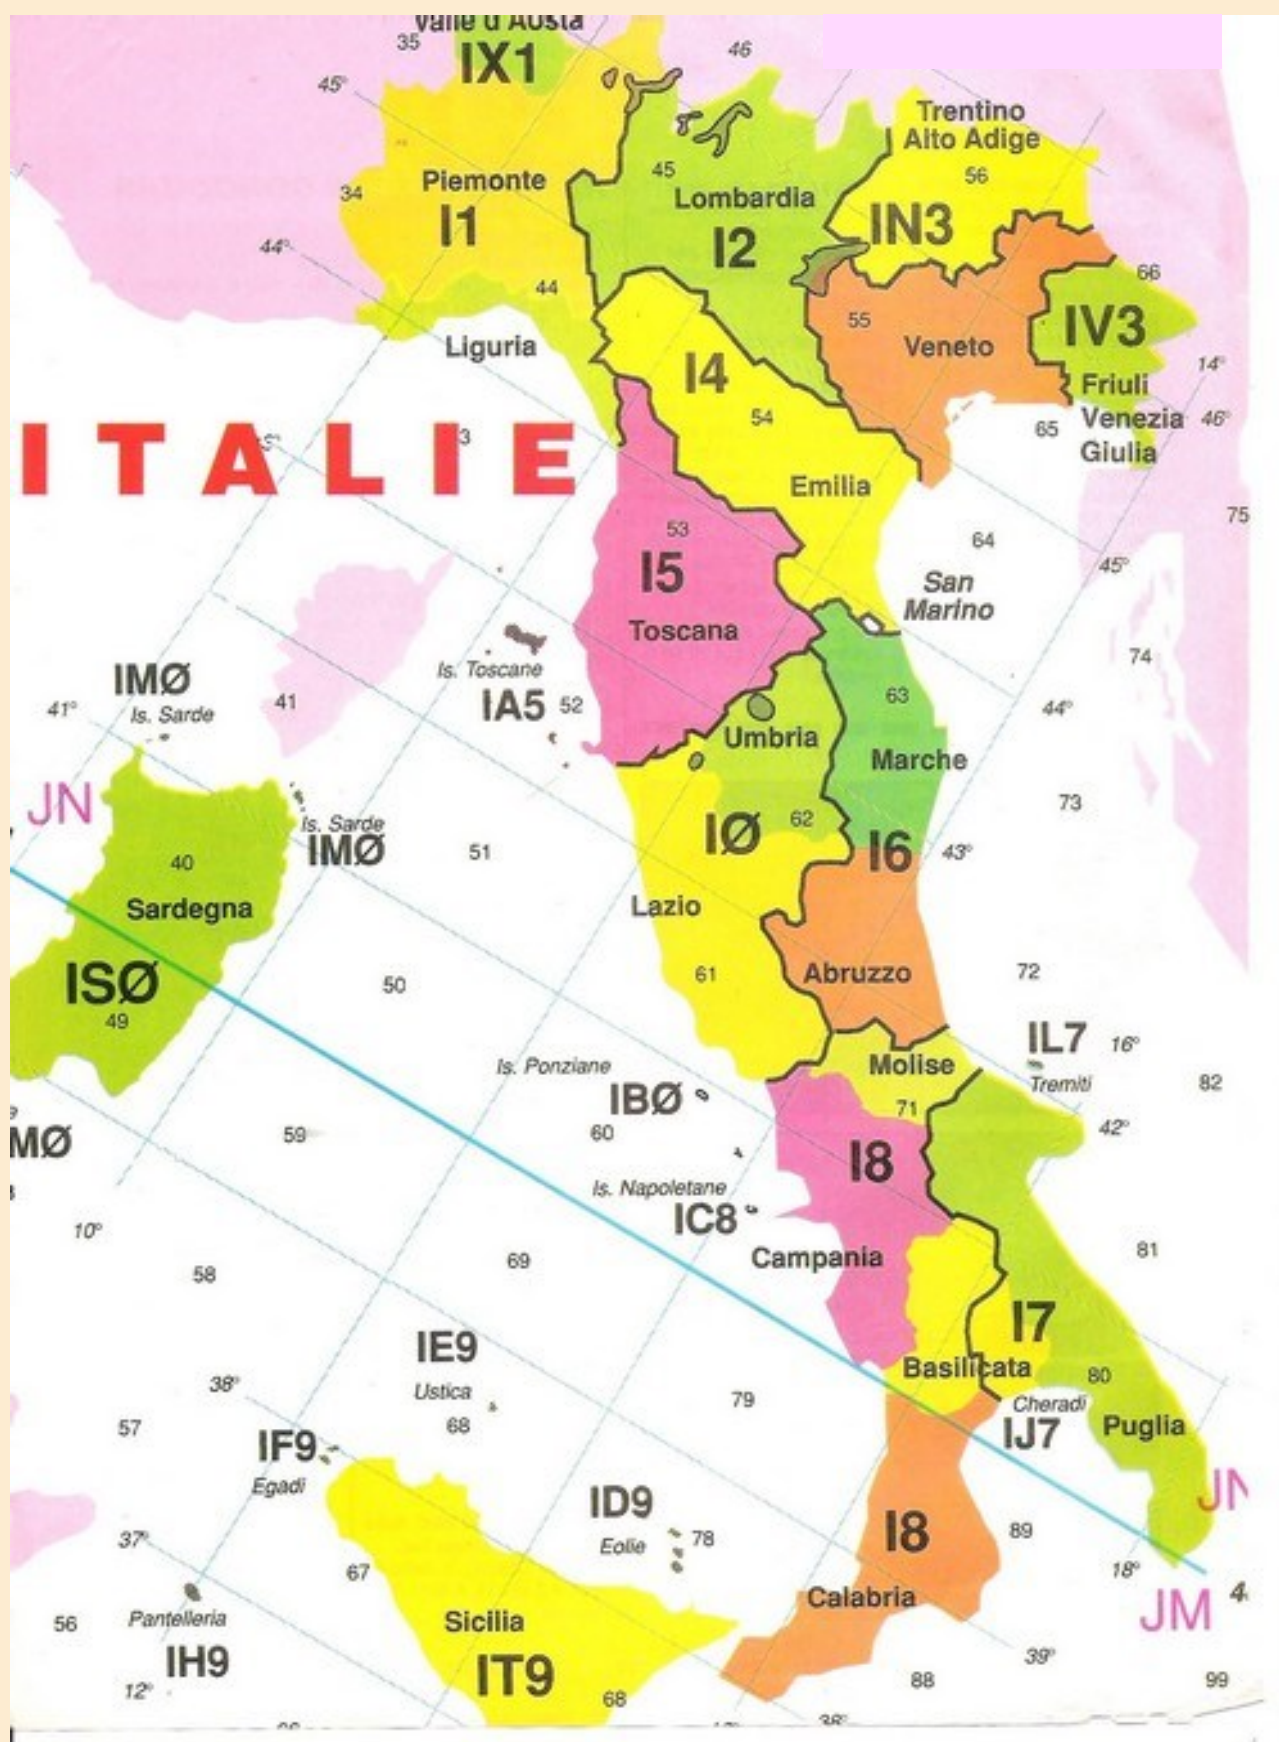 Valle d'Aosta
35
IX1
46
45°
Trentino
Alto Adige
34
Piemonte
I1
45
Lombardia
I2
56
IN3
44°
44
66
Liguria
55
Veneto
IV3
I4
14°
54
Friuli
Venezia
Giulia
65
46°
ITALIE
Emilia
53
64
75
I5
San
Marino
45°
Toscana
74
IMØ
Is. Sarde
41°
41
Is. Toscane
IA5
52
63
44°
Umbria
Marche
JN
73
Is. Sarde
IMØ
62
IØ
51
I6
43°
40
Sardegna
Lazio
ISØ
49
50
61
Abruzzo
72
IL7
16°
Tremiti
82
Molise
Is. Ponziane
IBØ
71
42°
MØ
59
60
I8
Is. Napoletane
IC8
10°
58
69
Campania
81
IE9
Ustica
68
I7
Basilicata
80
38°
79
Cheradi
IJ7
Puglia
57
IF9
Egadi
JN
ID9
Eolie
78
I8
89
37°
67
18°
56
Pantelleria
IH9
Sicilia
IT9
Calabria
JM
39°
12°
68
88
99
38°